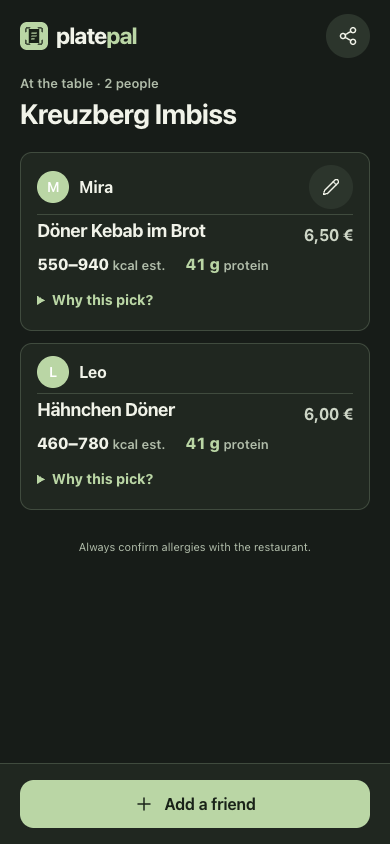 platepal
At the table · 2 people
Kreuzberg Imbiss
M Mira
Döner Kebab im Brot 6,50 €
550–940 kcal est. 41 g protein
Why this pick?
L Leo
Hähnchen Döner 6,00 €
460–780 kcal est. 41 g protein
Why this pick?
Always confirm allergies with the restaurant.
Add a friend